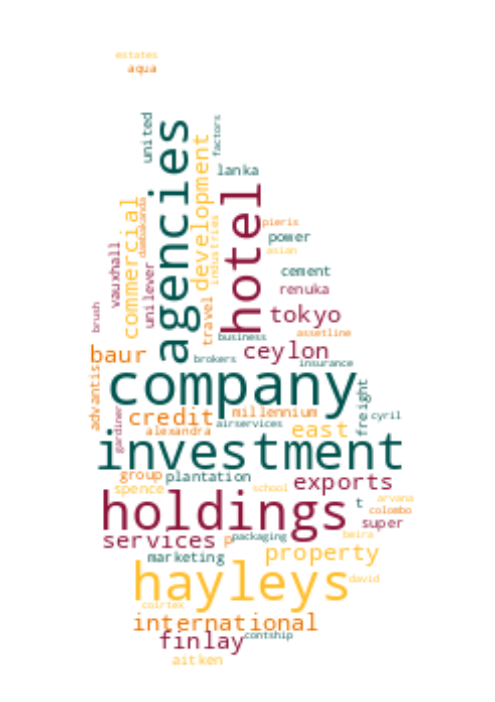 estates
aqua
united
agencies
factors
development
lanka
hotel
commercial
dambakanda
industries
pieris
power
asian
vauxhall
unilever
cement
renuka
brush
travel
tokyo
assetline
business
baur
ceylon
brokers
insurance
advantis
company
freight
credit
millennium
cyril
gardiner
alexandra
airservices
east
investment
group
plantation
exports
spence
school
arvana
holdings
t
colombo
super
services
p
packaging
beira
marketing
property
hayleys
david
coirtex
international
finlay
contship
aitken